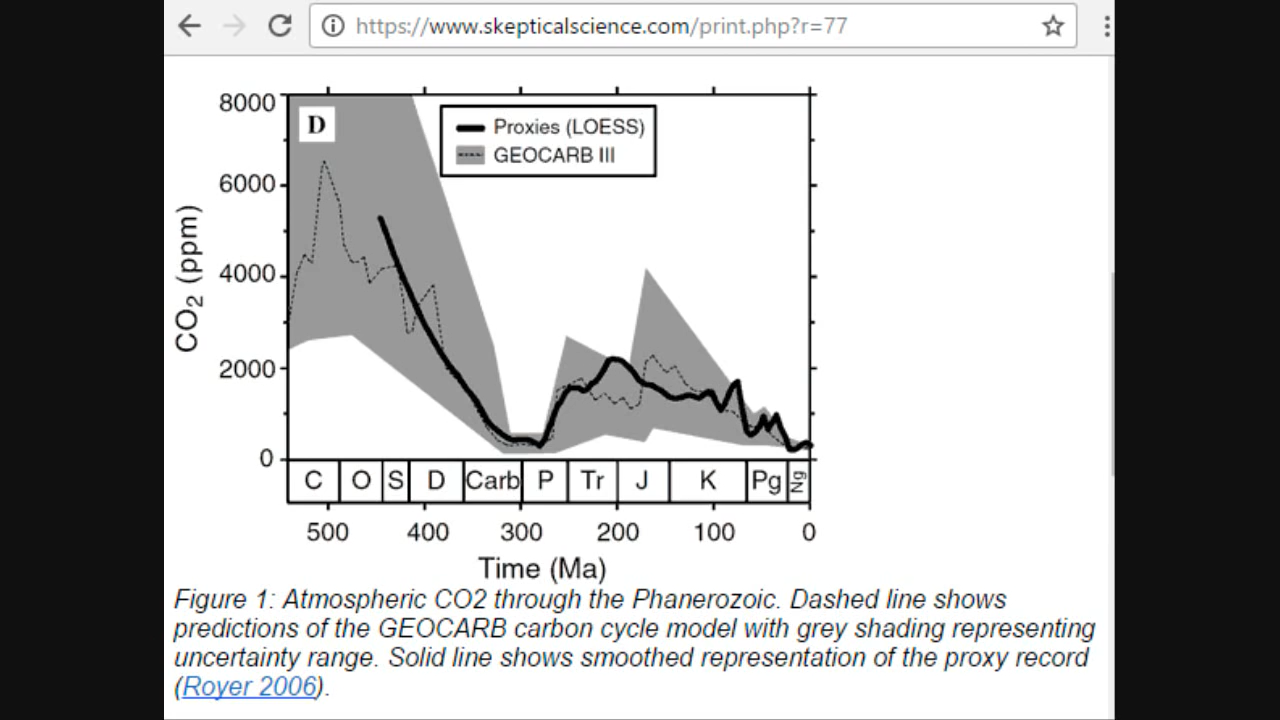 https://www.skepticalscience.com/print.php?r=77
D
Proxies (LOESS)
GEOCARB III
8000
6000
4000
2000
0
CO2 (ppm)
C O S D Carb P Tr J K Pg Ng
500 400 300 200 100 0
Time (Ma)
Figure 1: Atmospheric CO2 through the Phanerozoic. Dashed line shows
predictions of the GEOCARB carbon cycle model with grey shading representing
uncertainty range. Solid line shows smoothed representation of the proxy record
(Royer 2006).